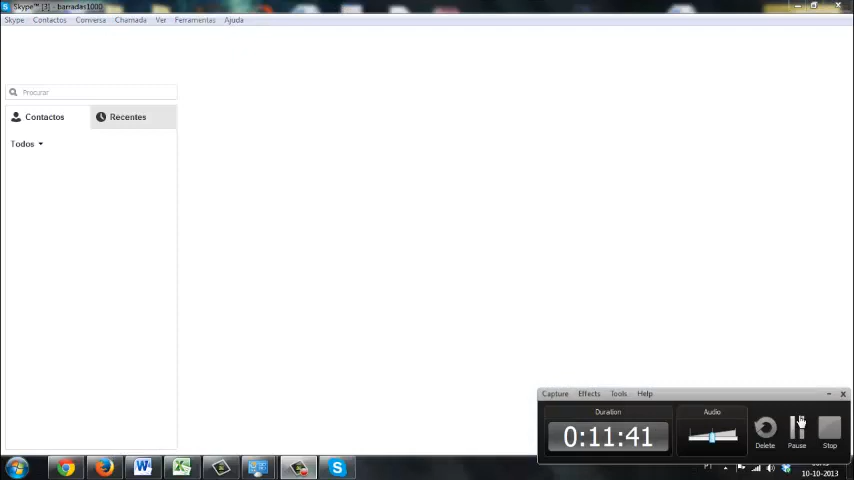 Skype™ [3] - barradas1000
Skype Contactos Conversa Chamada Ver Ferramentas Ajuda
Procurar
Contactos Recentes
Todos
Capture Effects Tools Help
Duration Audio
0:11:41
Delete Pause Stop
PT
10-10-2013